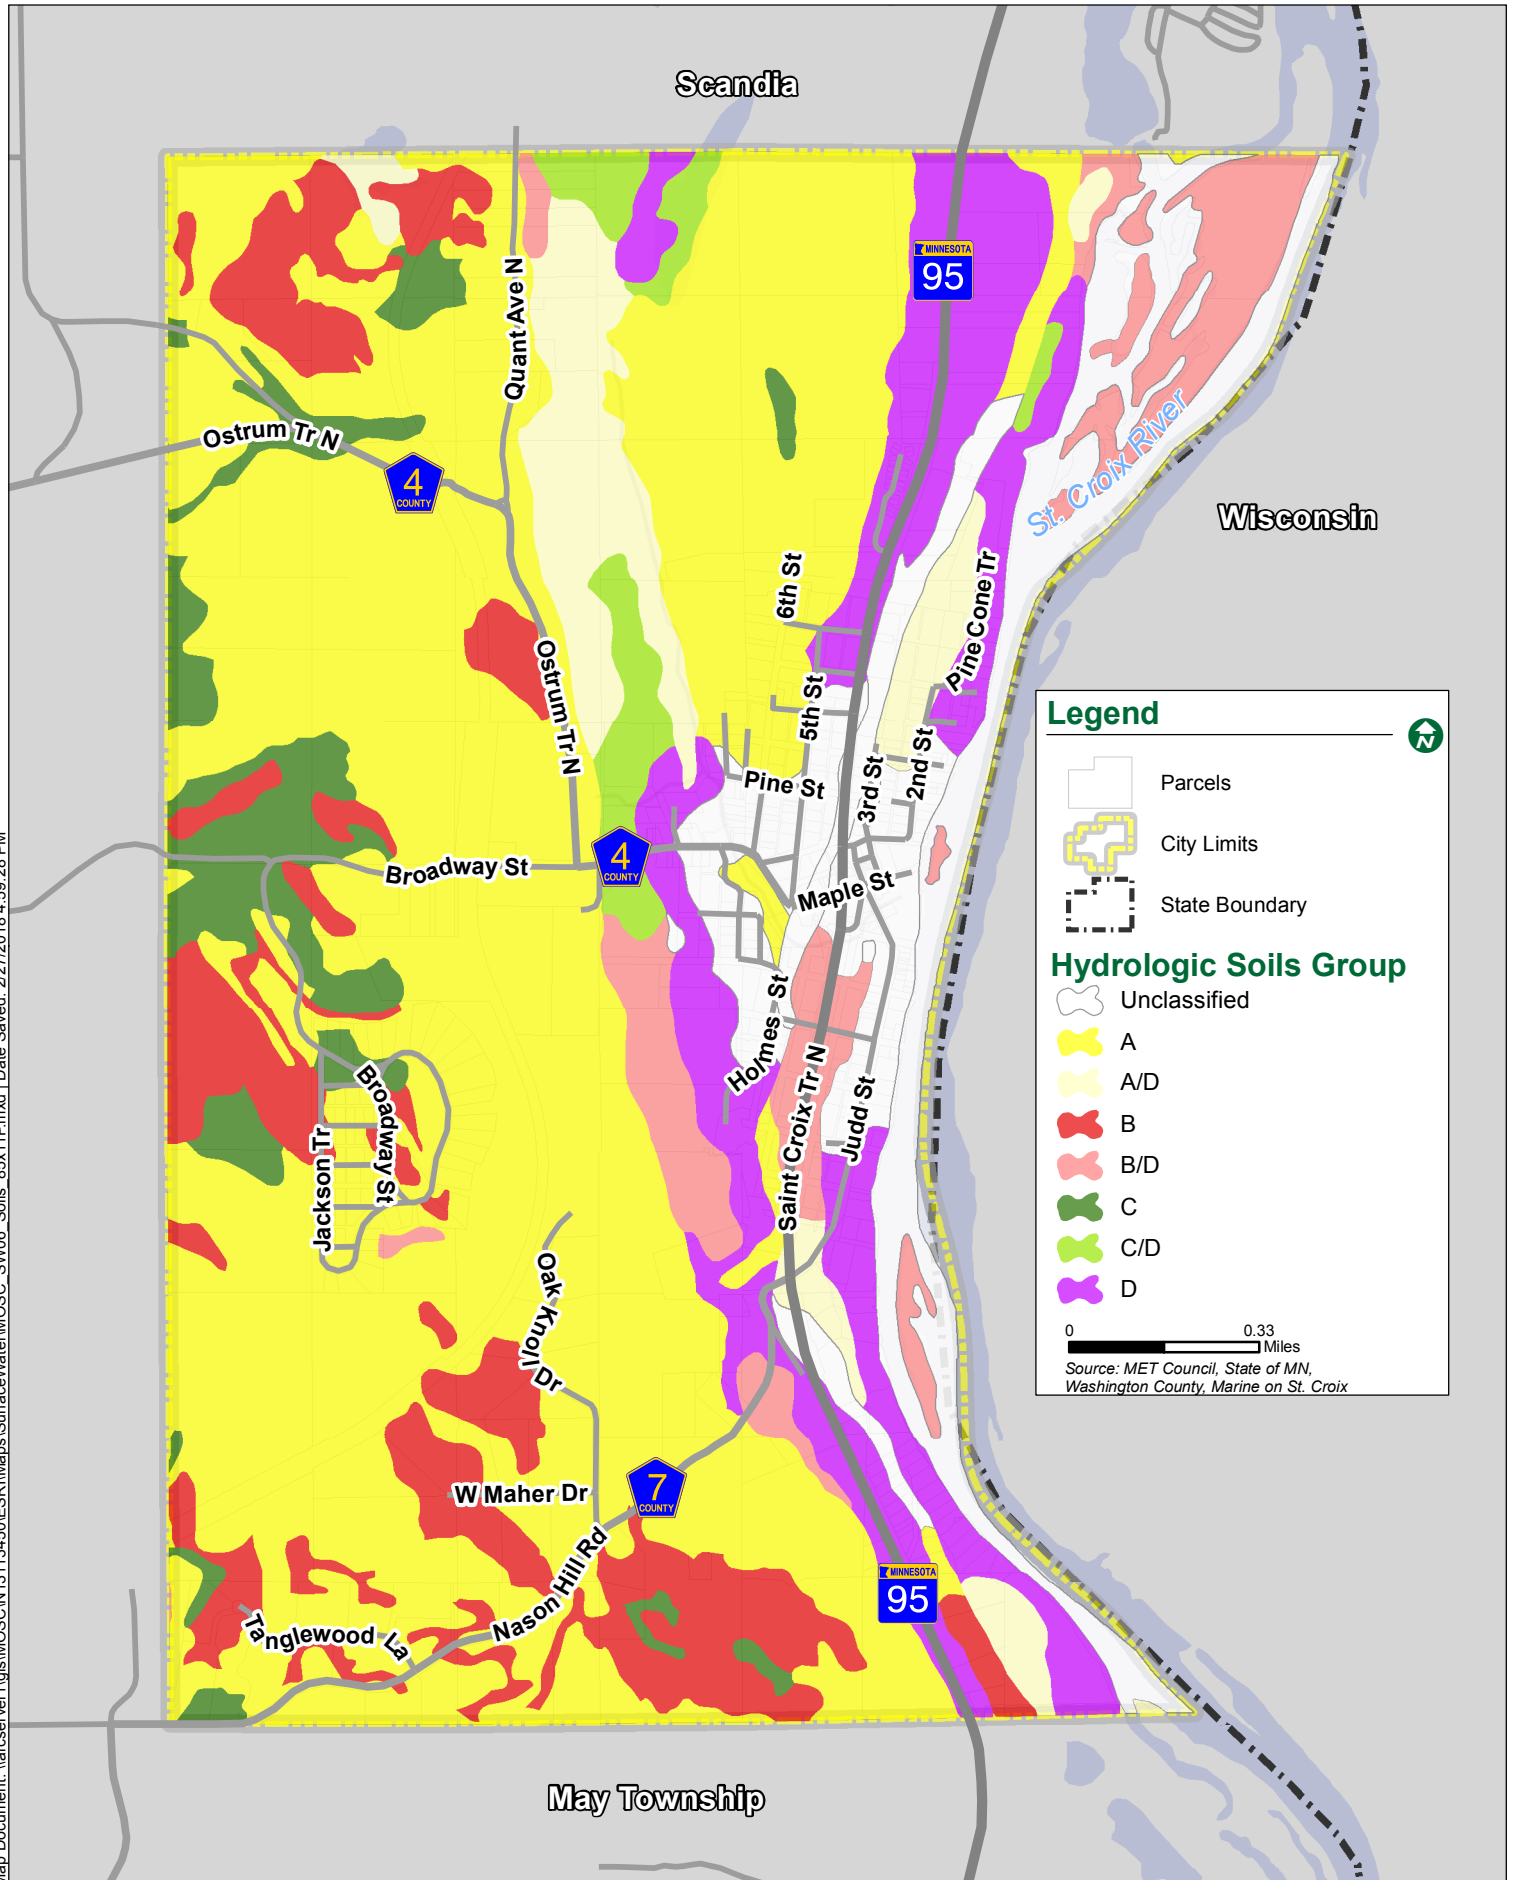 Scandia
MINNESOTA
95
Quant Ave N
Ostrum Tr N
4
COUNTY
St. Croix River
Wisconsin
6th St
Pine Cone Tr
Ostrum Tr N
5th St
2nd St
3rd St
Pine St
4
COUNTY
Broadway St
Maple St
Holmes St
Saint Croix Tr N
Judd St
Broadway St
Jackson Tr
Oak Knoll Dr
W Maher Dr
7
COUNTY
Nason Hill Rd
Tanglewood La
MINNESOTA
95
May Township
Legend
N
Parcels
City Limits
State Boundary
Hydrologic Soils Group
Unclassified
A
A/D
B
B/D
C
C/D
D
0 0.33
Miles
Source: MET Council, State of MN,
Washington County, Marine on St. Croix